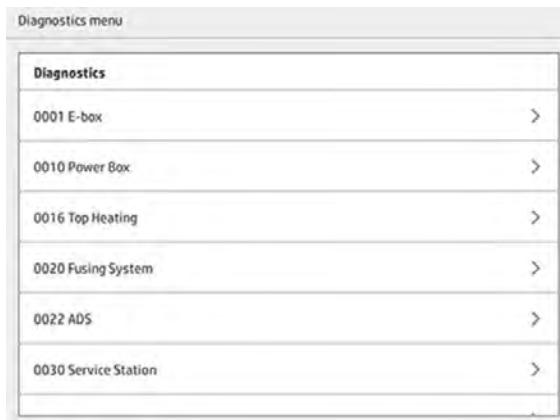 Diagnostics menu
Diagnostics
0001 E-box
0010 Power Box
0016 Top Heating
0020 Fusing System
0022 ADS
0030 Service Station